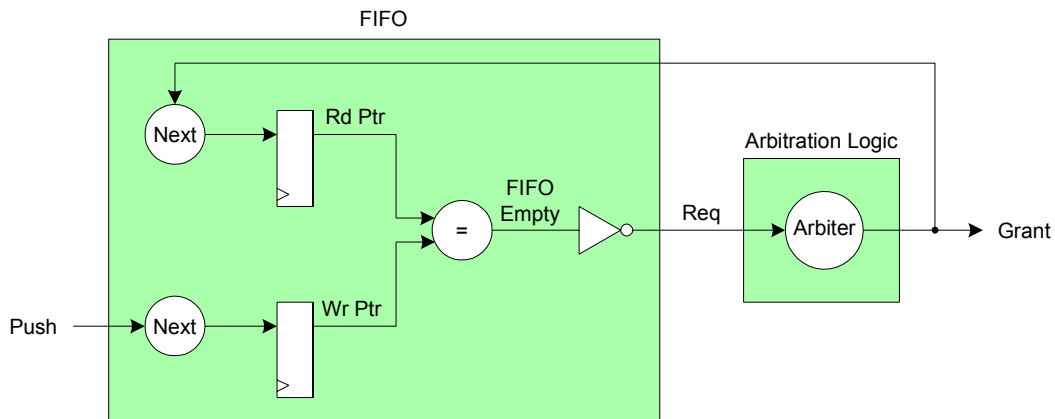 FIFO
Next
Rd Ptr
Arbitration Logic
FIFO
Empty
=
Req
Arbiter
Grant
Push
Next
Wr Ptr